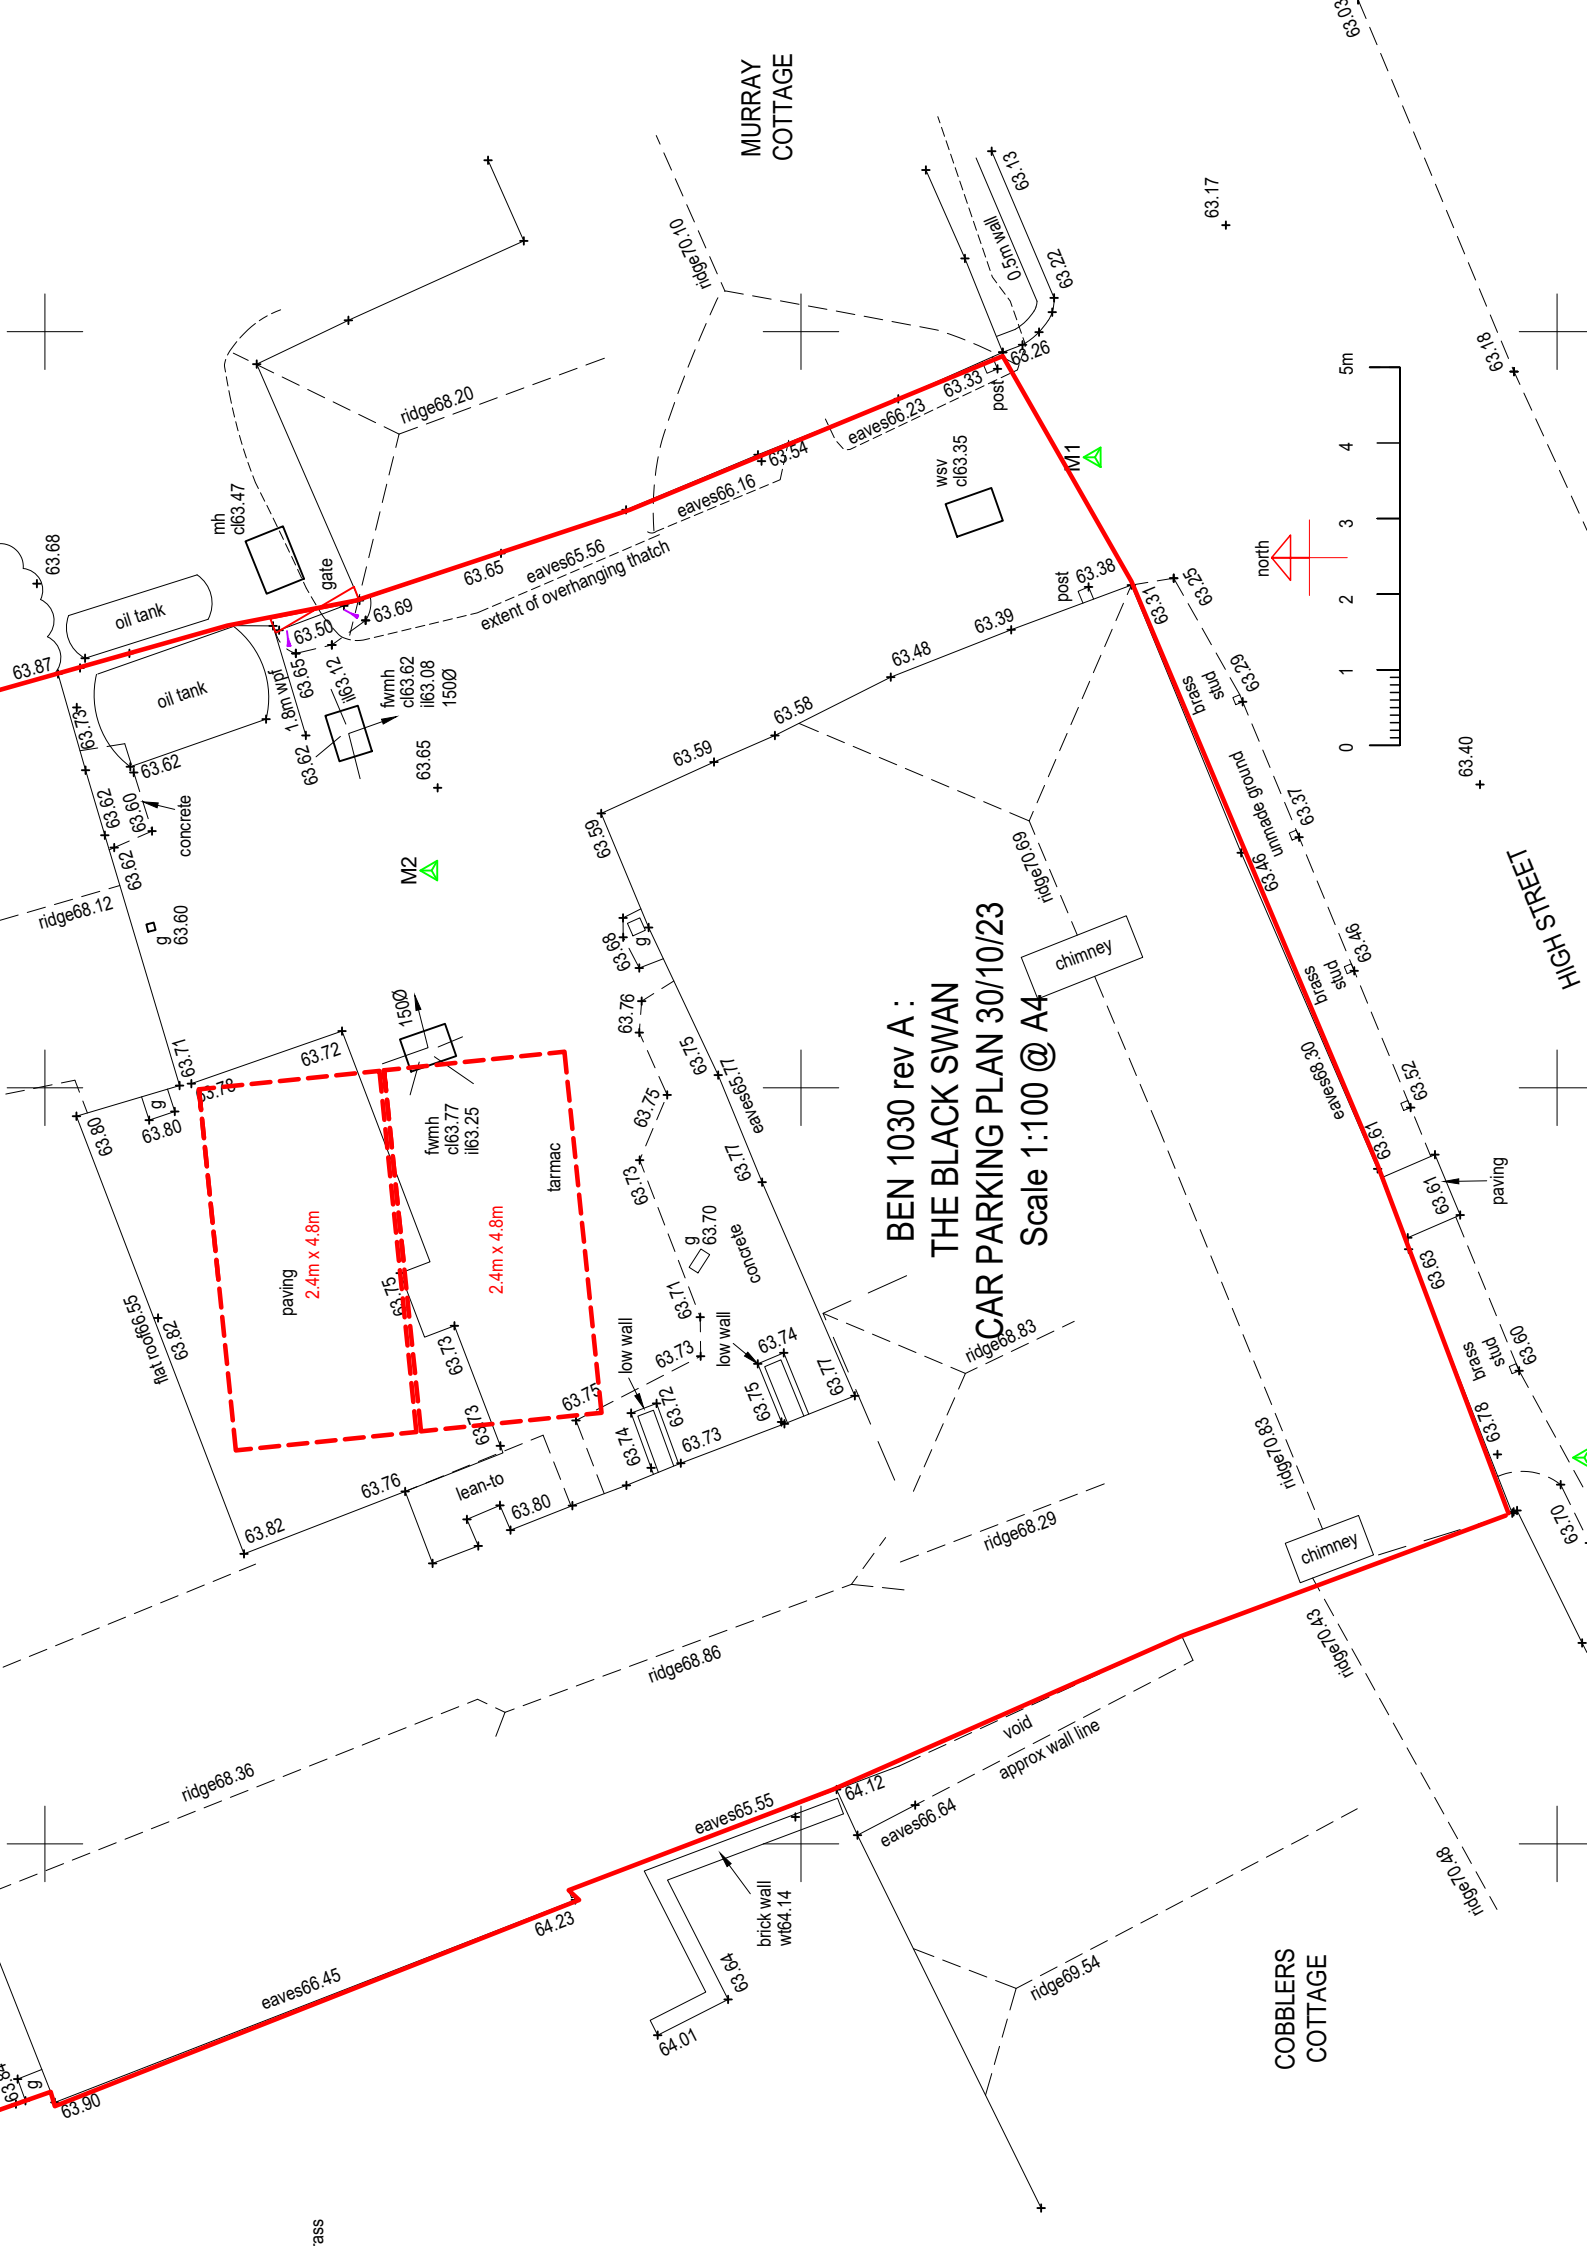 MURRAY
COTTAGE
63.03
63.17
63.13
0.5m wall
63.22
63.26
63.18
ridge70.10
ridge68.20
mh
cl63.47
63.68
oil tank
gate
63.87
oil tank
63.50
63.69
63.65
1.8m wpf
il63.12
63.62
fwmh
cl63.62
il63.08
150Ø
63.65
63.65
eaves65.56
extent of overhanging thatch
eaves66.16
63.54
eaves66.23
63.33
post
wsv
cl63.35
M1
post
63.38
63.31
63.25
63.39
63.48
63.58
63.59
63.59
63.73
63.62
63.62
63.60
63.62
concrete
ridge68.12
g
63.60
M2
north
0
1
2
3
4
5m
63.40
HIGH STREET
brass
stud
63.29
unmade ground
63.37
63.46
brass
stud
63.46
63.52
eaves68.30
63.61
63.61
paving
63.63
brass
stud
63.60
63.78
63.70
ridge70.69
chimney
63.68
g
63.76
63.75
eaves65.77
63.75
63.73
63.77
concrete
g
63.70
63.71
63.73
low wall
low wall
63.74
63.75
63.77
63.72
63.74
63.73
63.75
150Ø
63.71
63.72
63.78
63.80
g
63.80
fwmh
cl63.77
il63.25
tarmac
paving
2.4m x 4.8m
2.4m x 4.8m
63.75
63.73
63.73
flat roof66.55
63.82
63.82
63.76
lean-to
63.80
BEN 1030 rev A :
THE BLACK SWAN
CAR PARKING PLAN 30/10/23
Scale 1:100 @ A4
ridge68.83
ridge70.83
ridge68.29
chimney
ridge70.43
ridge68.86
ridge68.36
void
approx wall line
eaves65.55
64.12
eaves66.64
64.23
brick wall
wt64.14
63.64
64.01
eaves66.45
63.90
g
ridge69.54
ridge70.48
COBBLERS
COTTAGE